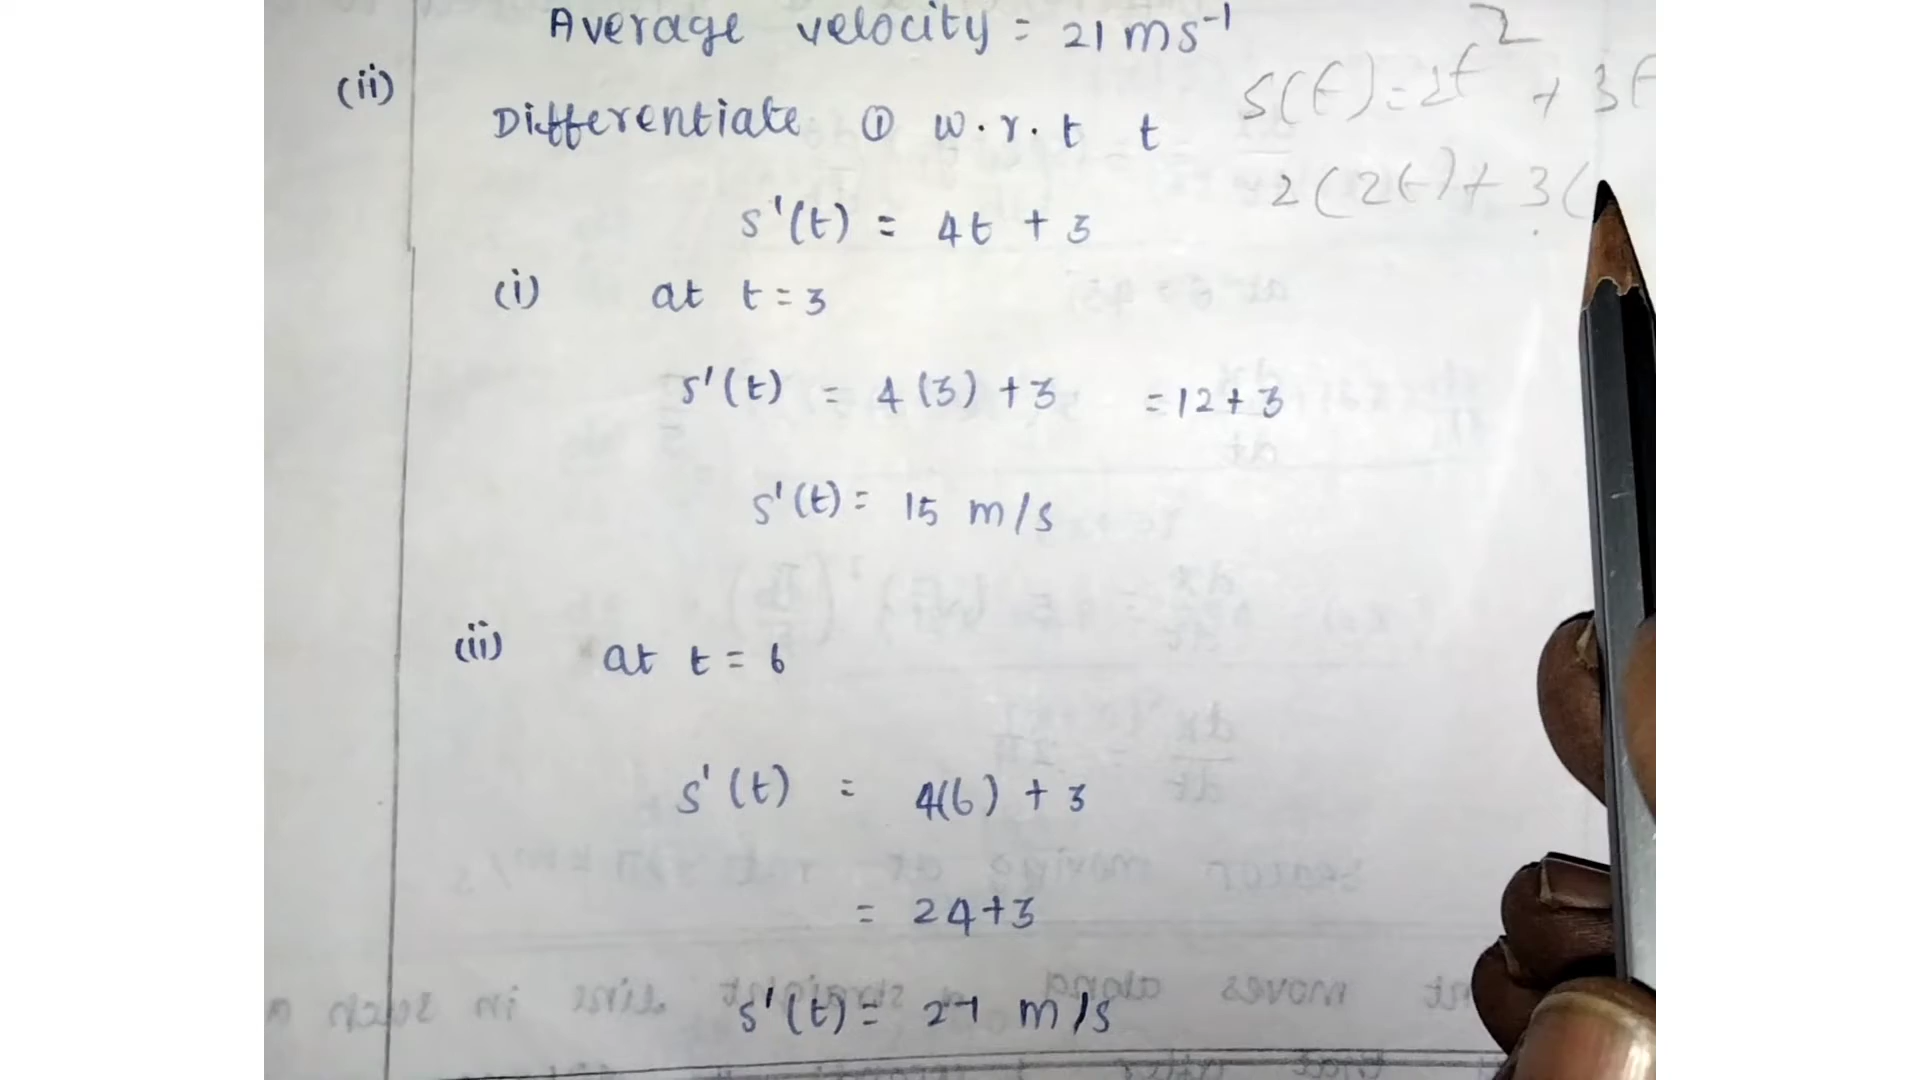 Average velocity = 21 ms⁻¹
S(t) = 2t² + 3t
(ii)
Differentiate ① w.r.t t
2(2t) + 3(
s'(t) = 4t + 3
(i) at t = 3
s'(t) = 4(3) + 3 = 12 + 3
s'(t) = 15 m/s
(ii) at t = 6
s'(t) = 4(6) + 3
= 24 + 3
s'(t) = 27 m/s